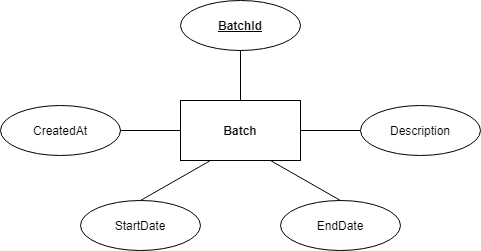 BatchId
CreatedAt
Batch
Description
StartDate
EndDate